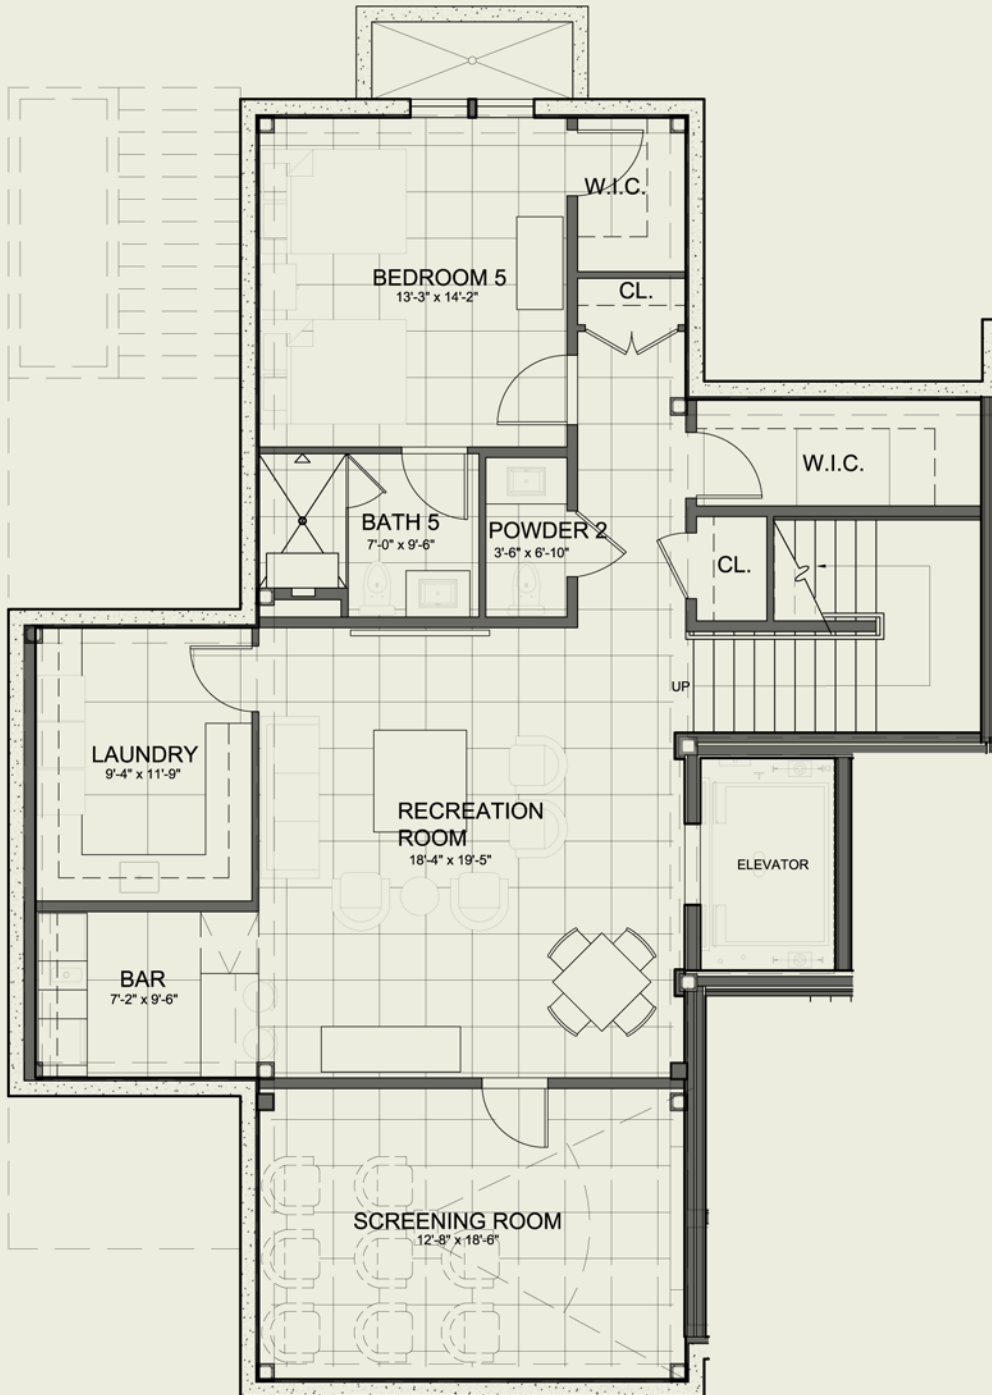 W.I.C.
BEDROOM 5
13'-3" x 14'-2"
CL.
W.I.C.
BATH 5
7'-0" x 9'-6"
POWDER 2
3'-6" x 6'-10"
CL.
UP
LAUNDRY
9'-4" x 11'-9"
RECREATION
ROOM
18'-4" x 19'-5"
ELEVATOR
BAR
7'-2" x 9'-6"
SCREENING ROOM
12'-8" x 18'-6"